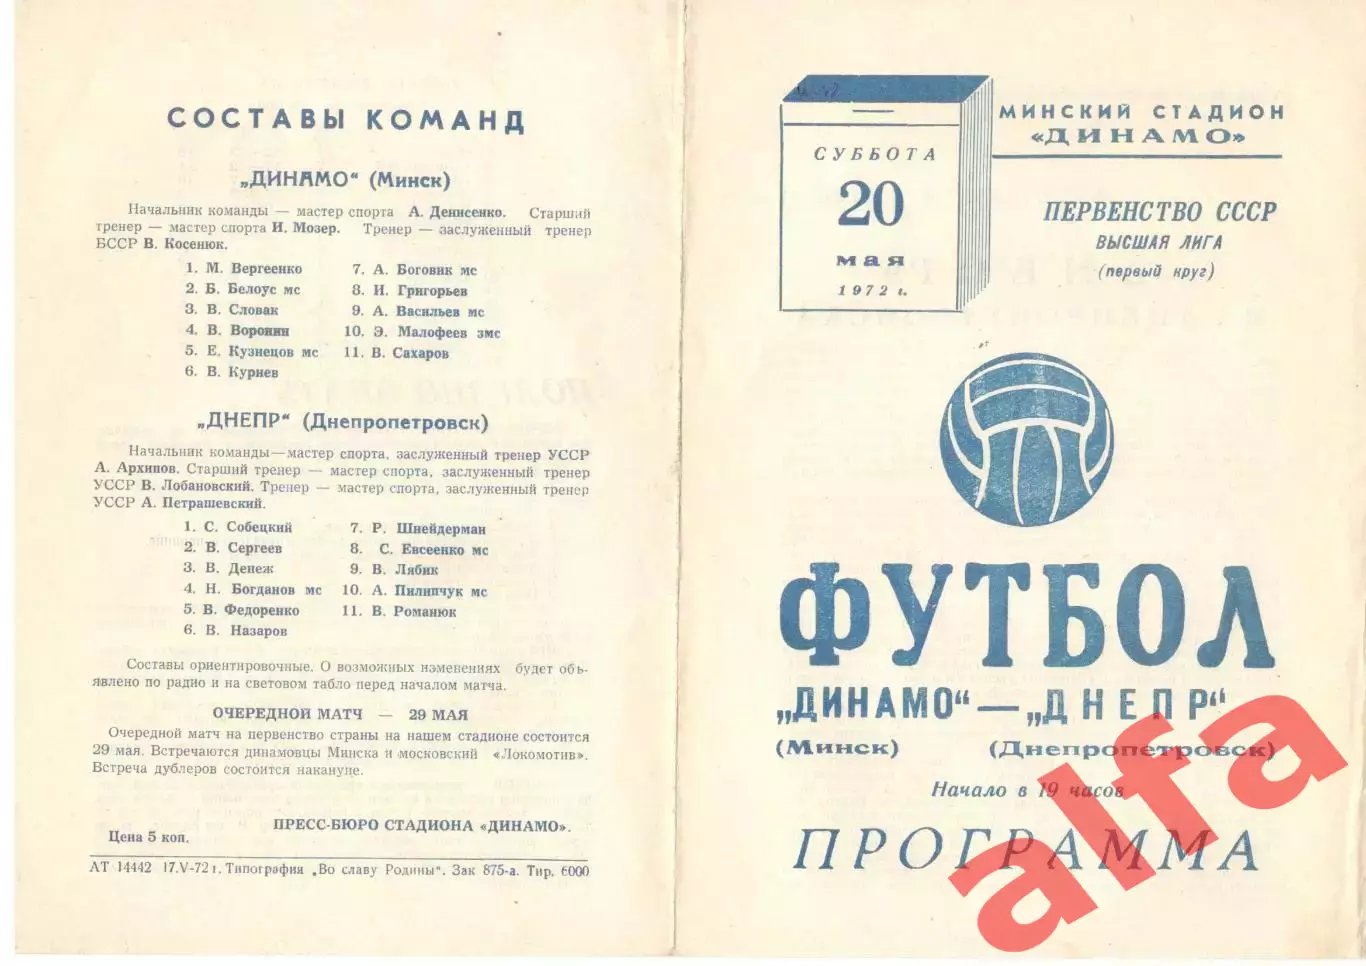 СОСТАВЫ КОМАНД
„ДИНАМО“ (Минск)
Начальник команды — мастер спорта А. Денисенко. Старший
тренер — мастер спорта И. Мозер. Тренер — заслуженный тренер
БССР В. Косенюк.
1. М. Вергеенко
2. Б. Белоус мс
3. В. Словак
4. В. Воронин
5. Е. Кузнецов мс
6. В. Курнев
7. А. Боговик мс
8. И. Григорьев
9. А. Васильев мс
10. Э. Малофеев змс
11. В. Сахаров
„ДНЕПР“ (Днепропетровск)
Начальник команды—мастер спорта, заслуженный тренер УССР
А. Архипов. Старший тренер — мастер спорта, заслуженный тренер
УССР В. Лобановский. Тренер — мастер спорта, заслуженный тренер
УССР А. Петрашевский.
1. С. Собецкий
2. В. Сергеев
3. В. Денеж
4. Н. Богданов мс
5. В. Федоренко
6. В. Назаров
7. Р. Шнейдерман
8. С. Евсеенко мс
9. В. Лябик
10. А. Пилипчук мс
11. В. Романюк
Составы ориентировочные. О возможных изменениях будет объ-
явлено по радио и на световом табло перед началом матча.
ОЧЕРЕДНОЙ МАТЧ — 29 МАЯ
Очередной матч на первенство страны на нашем стадионе состоится
29 мая. Встречаются динамовцы Минска и московский «Локомотив».
Встреча дублеров состоится накануне.
ПРЕСС-БЮРО СТАДИОНА «ДИНАМО».
Цена 5 коп.
АТ 14442 17.V-72 г. Типография „Во славу Родины“. Зак 875-а. Тир. 6000
СУББОТА
20
мая
1972 г.
МИНСКИЙ СТАДИОН
«ДИНАМО»
ПЕРВЕНСТВО СССР
ВЫСШАЯ ЛИГА
(первый круг)
ФУТБОЛ
„ДИНАМО“ — „ДНЕПР“
(Минск) (Днепропетровск)
Начало в 19 часов
ПРОГРАММА
alfa